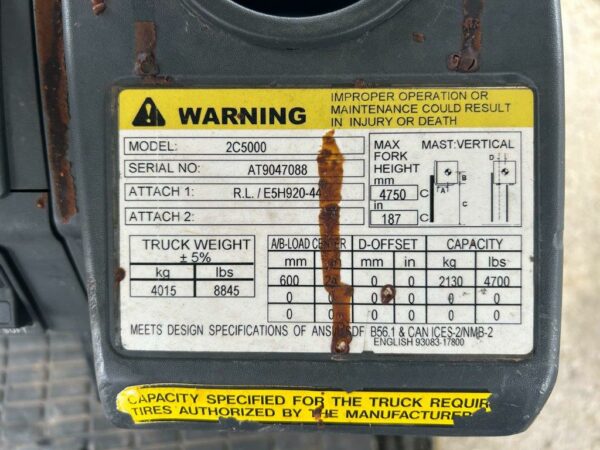 WARNING
IMPROPER OPERATION OR
MAINTENANCE COULD RESULT
IN INJURY OR DEATH
MODEL: 2C5000
SERIAL NO: AT9047088
ATTACH 1: R.L. / E5H920-44
ATTACH 2:
MAX FORK HEIGHT
mm
4750 C
in
187 C
MAST:VERTICAL
D
A
B
C
TRUCK WEIGHT
± 5%
kg lbs
4015 8845
A/B-LOAD CENTER D-OFFSET CAPACITY
mm mm in kg lbs
600 24 0 0 2130 4700
0 0 0 0 0
0 0 0 0 0
MEETS DESIGN SPECIFICATIONS OF B56.1 & CAN ICES-2/NMB-2
ENGLISH 93083-17800
CAPACITY SPECIFIED FOR THE TRUCK REQUIR
TIRES AUTHORIZED BY THE MANUFACTURER